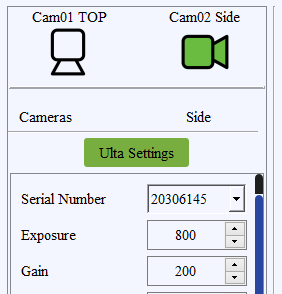 Cam01 TOP Cam02 Side
Cameras Side
Ulta Settings
Serial Number 20306145
Exposure 800
Gain 200